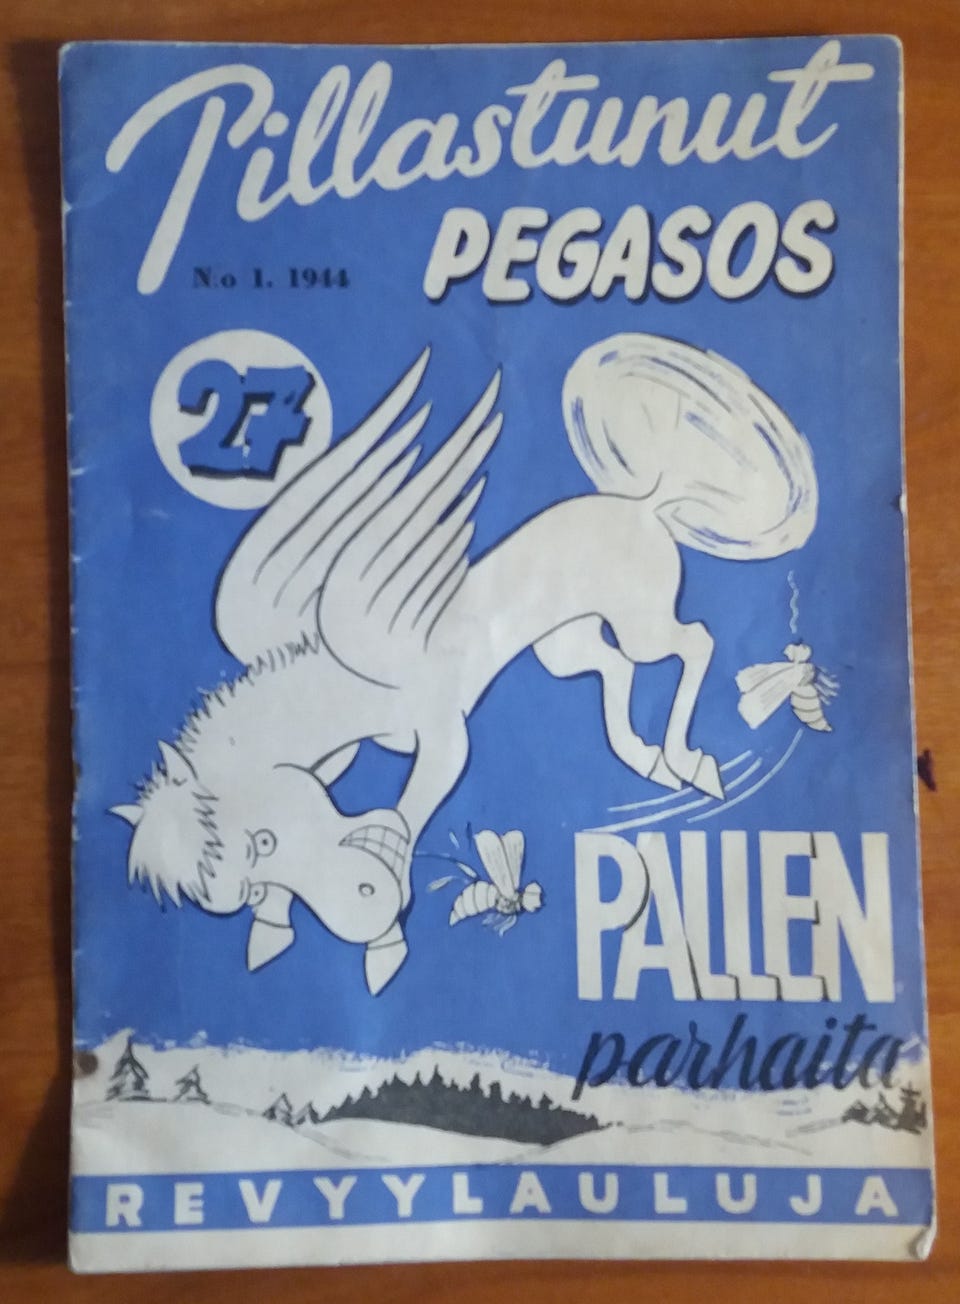 Pillastunut
PEGASOS
N:o 1. 1944
27
PALLEN
parhaita
REVYYLAULUJA